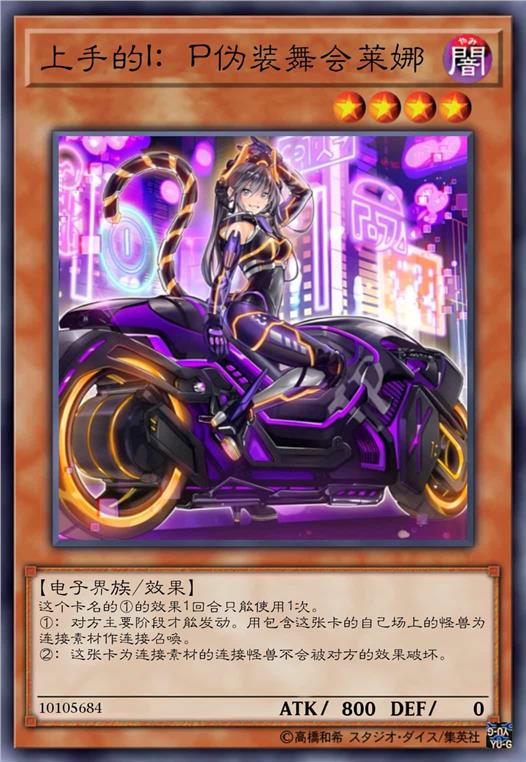 上手的I：P伪装舞会莱娜
やみ
闇
【电子界族/效果】
这个卡名的①的效果1回合只能使用1次。
①：对方主要阶段才能发动。用包含这张卡的自己场上的怪兽为
连接素材作连接召唤。
②：这张卡为连接素材的连接怪兽不会被对方的效果破坏。
10105684
ATK/ 800 DEF/ 0
©高橋和希 スタジオ・ダイス/集英社
YU-G